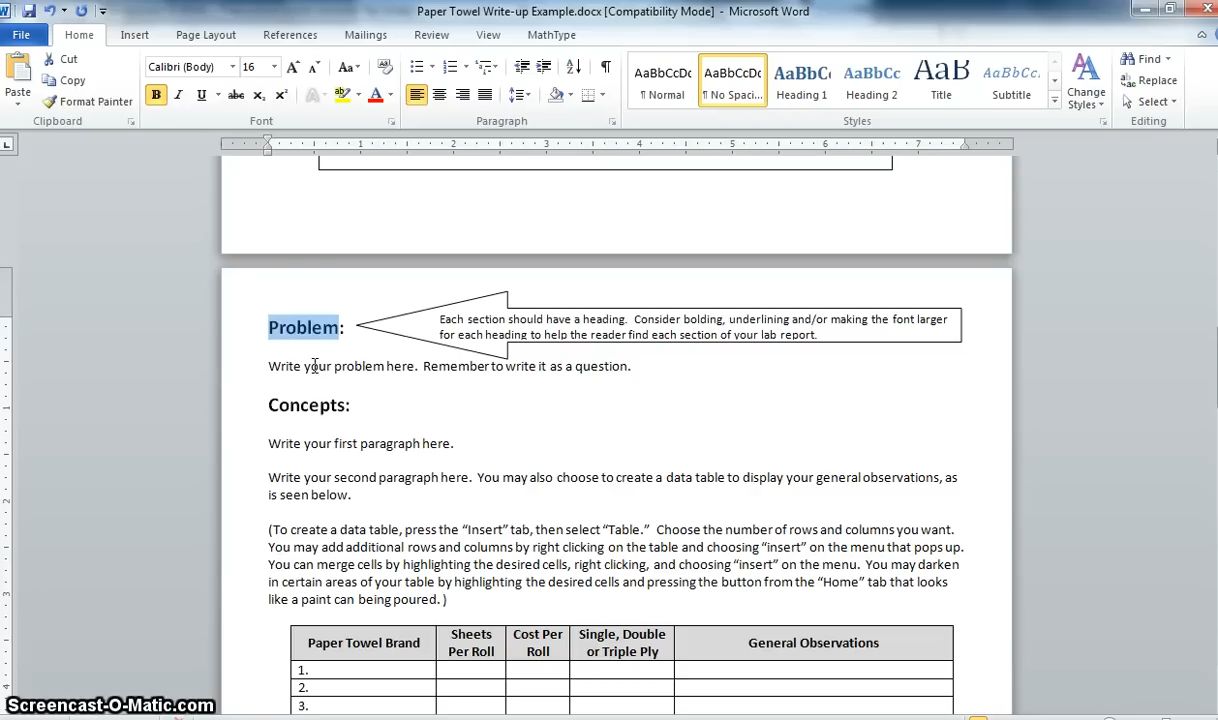 Paper Towel Write-up Example.docx [Compatibility Mode] - Microsoft Word
File Home Insert Page Layout References Mailings Review View MathType
Paste
Cut
Copy
Format Painter
Clipboard
Calibri (Body) 16
Font
Paragraph
AaBbCcDc AaBbCcDc AaBbCc AaBbCc AaB AaBbCc.
¶ Normal ¶ No Spaci... Heading 1 Heading 2 Title Subtitle
Change
Styles
Styles
Find
Replace
Select
Editing
1 2 3 4 5 6 7
Problem:
Each section should have a heading. Consider bolding, underlining and/or making the font larger
for each heading to help the reader find each section of your lab report.
Write your problem here. Remember to write it as a question.
Concepts:
Write your first paragraph here.
Write your second paragraph here. You may also choose to create a data table to display your general observations, as
is seen below.
(To create a data table, press the “Insert” tab, then select “Table.” Choose the number of rows and columns you want.
You may add additional rows and columns by right clicking on the table and choosing “insert” on the menu that pops up.
You can merge cells by highlighting the desired cells, right clicking, and choosing “insert” on the menu. You may darken
in certain areas of your table by highlighting the desired cells and pressing the button from the “Home” tab that looks
like a paint can being poured. )
Paper Towel Brand
Sheets
Per Roll
Cost Per
Roll
Single, Double
or Triple Ply
General Observations
1.
2.
3.
Screencast-O-Matic.com